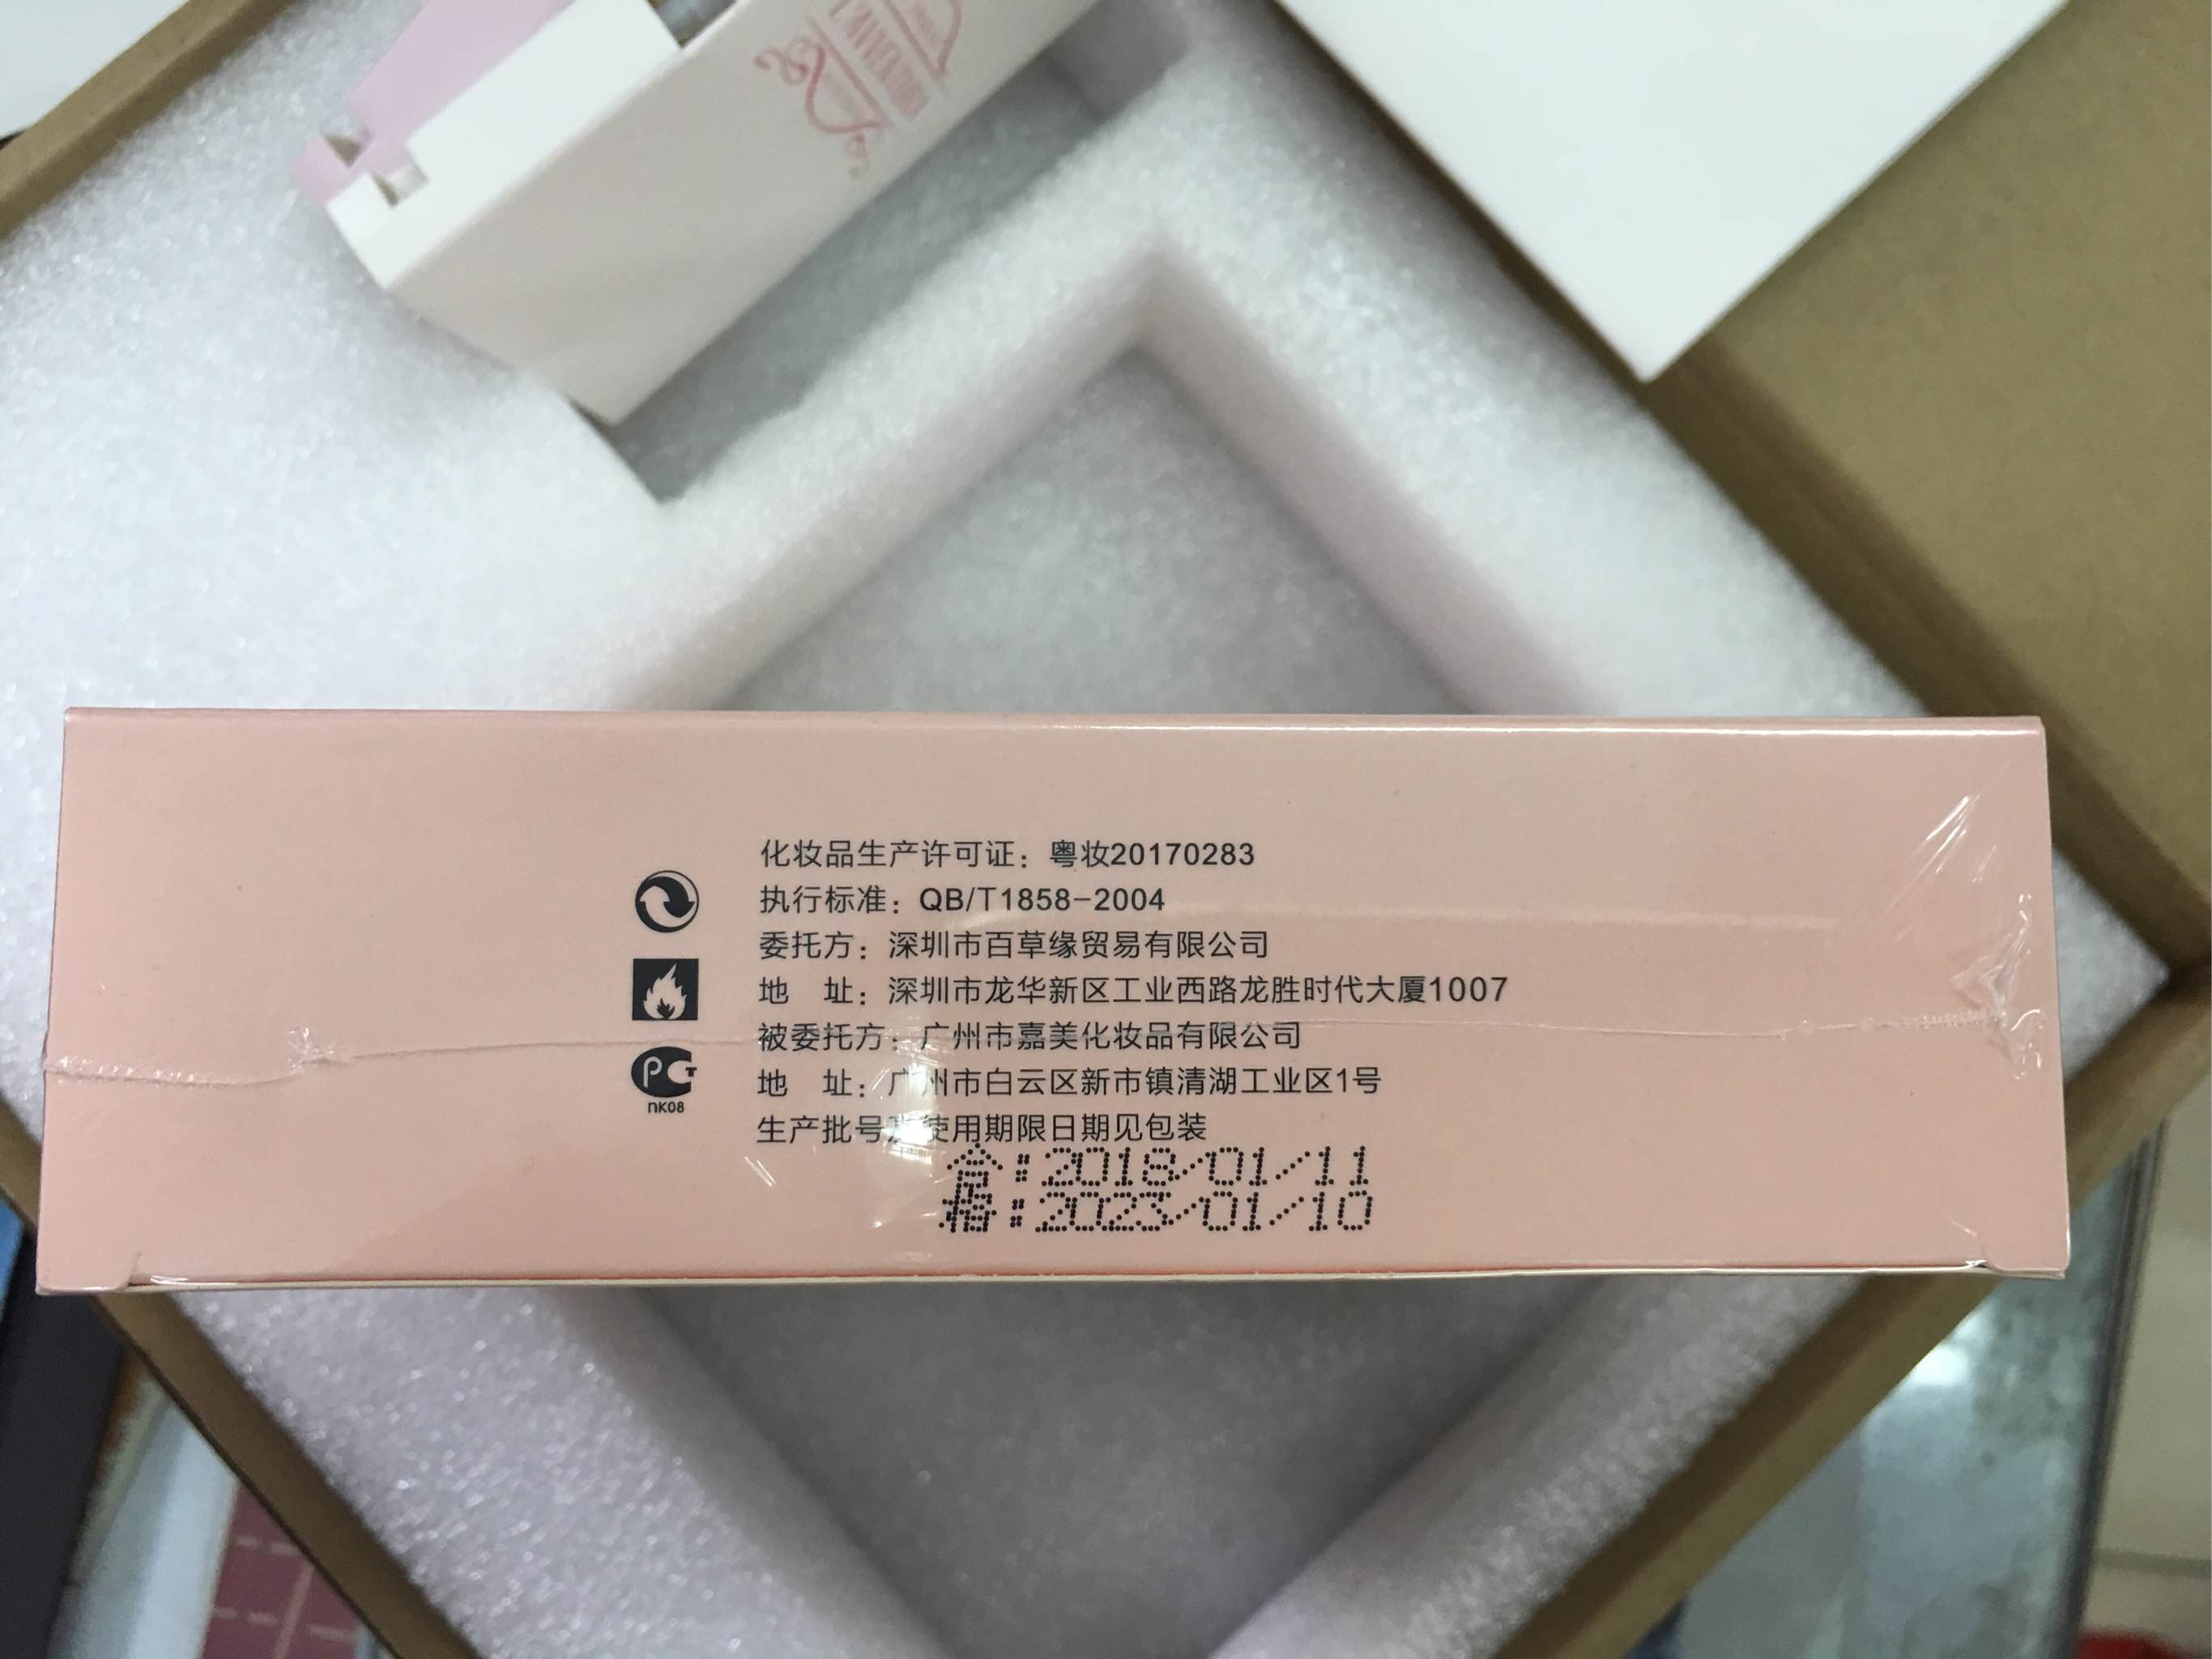 化妆品生产许可证：粤妆20170283
执行标准：QB/T1858-2004
委托方：深圳市百草缘贸易有限公司
地 址：深圳市龙华新区工业西路龙胜时代大厦1007
被委托方：广州市嘉美化妆品有限公司
地 址：广州市白云区新市镇清湖工业区1号
生产批号及使用期限日期见包装
合:2018/01/11
格:2023/01/10
PCT
ПК08